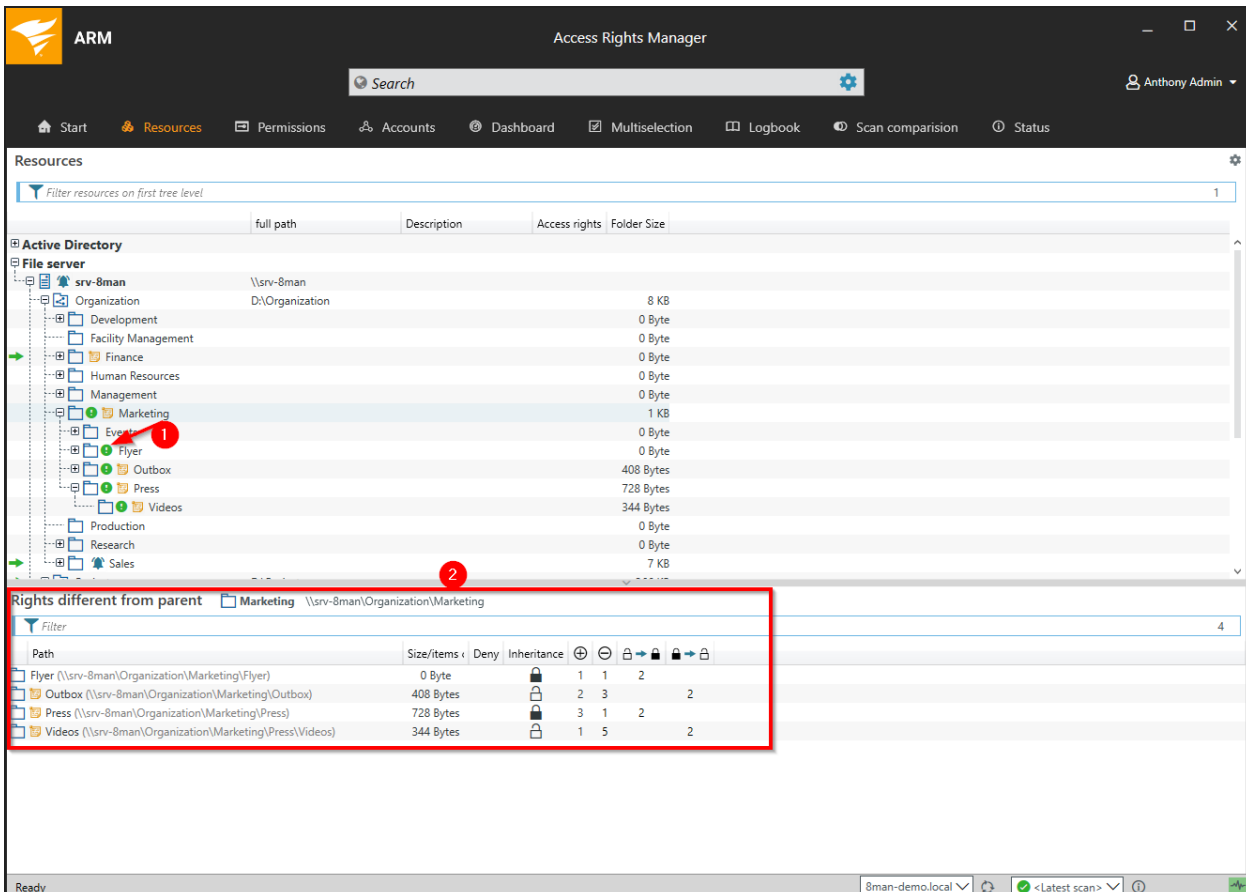 ARM
Access Rights Manager
Search
Anthony Admin
Start Resources Permissions Accounts Dashboard Multiselection Logbook Scan comparision Status
Resources
Filter resources on first tree level 1
full path Description Access rights Folder Size
Active Directory
File server
srv-8man \\srv-8man
Organization D:\Organization 8 KB
Development 0 Byte
Facility Management 0 Byte
Finance 0 Byte
Human Resources 0 Byte
Management 0 Byte
Marketing 1 KB
Events 0 Byte
1
Flyer 0 Byte
Outbox 408 Bytes
Press 728 Bytes
Videos 344 Bytes
Production 0 Byte
Research 0 Byte
Sales 7 KB
2
Rights different from parent Marketing \\srv-8man\Organization\Marketing
Filter 4
Path Size/items Deny Inheritance
Flyer (\\srv-8man\Organization\Marketing\Flyer) 0 Byte 1 1 2
Outbox (\\srv-8man\Organization\Marketing\Outbox) 408 Bytes 2 3 2
Press (\\srv-8man\Organization\Marketing\Press) 728 Bytes 3 1 2
Videos (\\srv-8man\Organization\Marketing\Press\Videos) 344 Bytes 1 5 2
Ready 8man-demo.local <Latest scan>